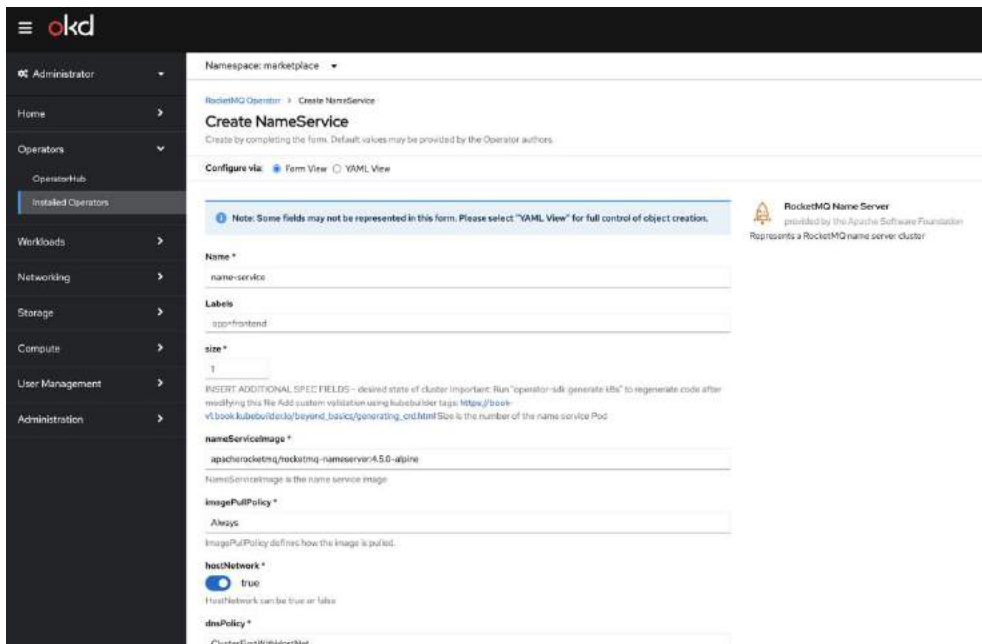 okd
Administrator
Home
Operators
OperatorHub
Installed Operators
Workloads
Networking
Storage
Compute
User Management
Administration
Namespace: marketplace
RocketMQ Operator > Create NameService
Create NameService
Create by completing the form. Default values may be provided by the Operator authors.
Configure via: Form View YAML View
Note: Some fields may not be represented in this form. Please select "YAML View" for full control of object creation.
Name *
name-service
Labels
app=frontend
size *
1
INSERT ADDITIONAL SPEC FIELDS – desired state of cluster Important: Run "operator-sdk generate k8s" to regenerate code after
modifying this file Add custom validation using kubebuilder tags: https://book-
v1.book.kubebuilder.io/beyond_basics/generating_crd.html Size is the number of the name service Pod
nameServiceImage *
apacherocketmq/rocketmq-nameserver:4.5.0-alpine
NameServiceImage is the name service image
imagePullPolicy *
Always
ImagePullPolicy defines how the image is pulled.
hostNetwork *
true
HostNetwork can be true or false
dnsPolicy *
ClusterFirstWithHostNet
RocketMQ Name Server
provided by the Apache Software Foundation
Represents a RocketMQ name server cluster